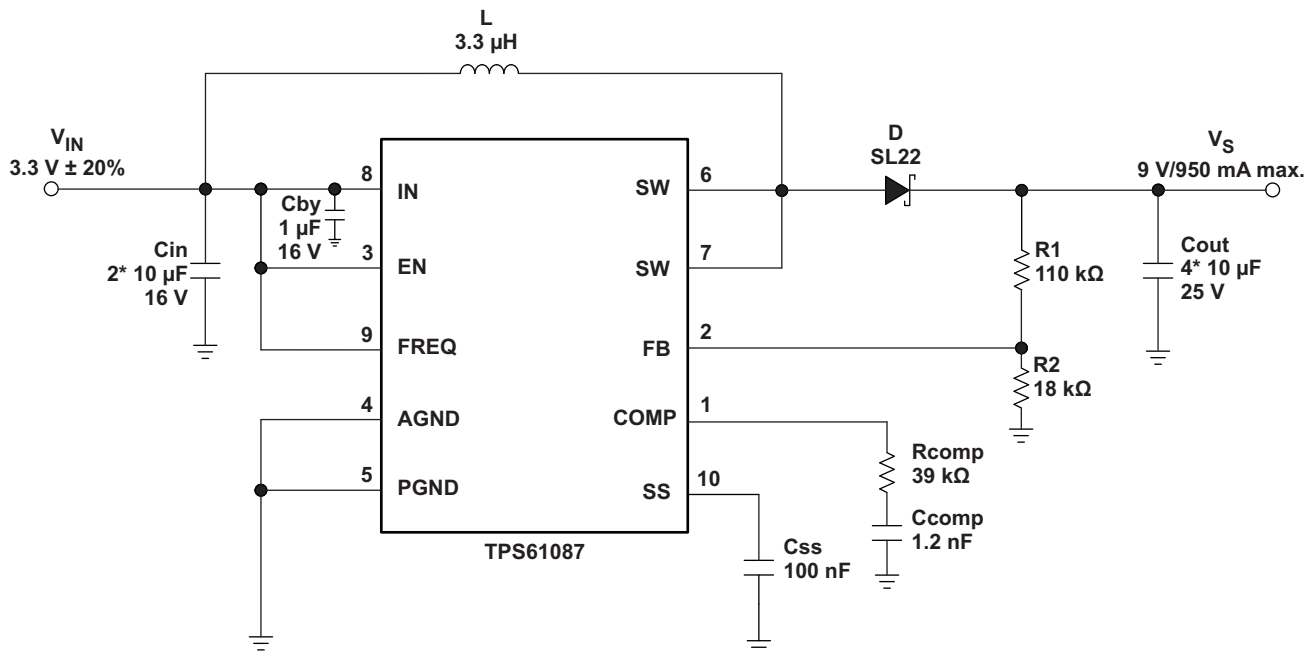 L
3.3 µH
VIN
3.3 V ± 20%
D
SL22
VS
9 V/950 mA max.
8
IN
SW
6
Cby
1 µF
16 V
Cin
2* 10 µF
16 V
3
EN
SW
7
R1
110 kΩ
Cout
4* 10 µF
25 V
9
FREQ
FB
2
R2
18 kΩ
4
AGND
COMP
1
Rcomp
39 kΩ
5
PGND
SS
10
Ccomp
1.2 nF
TPS61087
Css
100 nF